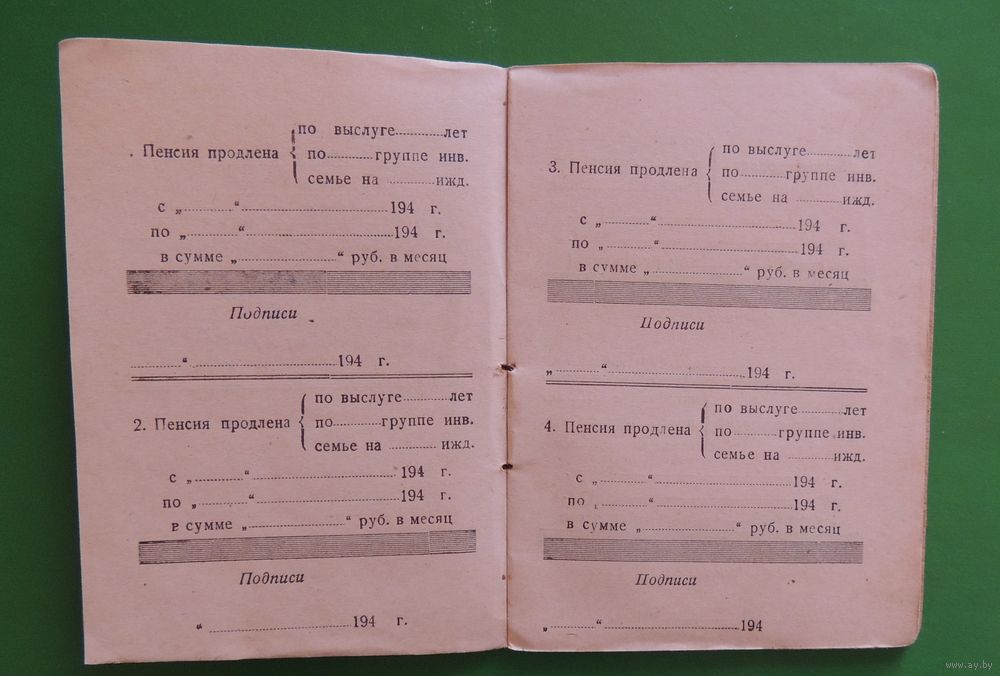 . Пенсия продлена { по выслуге............лет
по............группе инв.
семье на ............ижд.
с „............“....................................194 г.
по „............“....................................194 г.
в сумме „........................“ руб. в месяц
Подписи
............“....................................194 г.
2. Пенсия продлена { по выслуге............лет
по............группе инв.
семье на ............ ижд.
с „............“....................................194 г.
по „............“....................................194 г.
в сумме „........................“ руб. в месяц
Подписи
“ ....................................194 г.
3. Пенсия продлена { по выслуге............лет
по............группе инв.
семье на ............ижд.
с „............“....................................194 г.
по „............“....................................194 г.
в сумме „........................“ руб. в месяц
Подписи
„............“....................................194 г.
4. Пенсия продлена { по выслуге............лет
по............группе инв.
семье на ............ижд.
с „............“....................................194 г.
по „............“....................................194 г.
в сумме „........................“ руб. в месяц
Подписи
„............“....................................194
www.ay.by